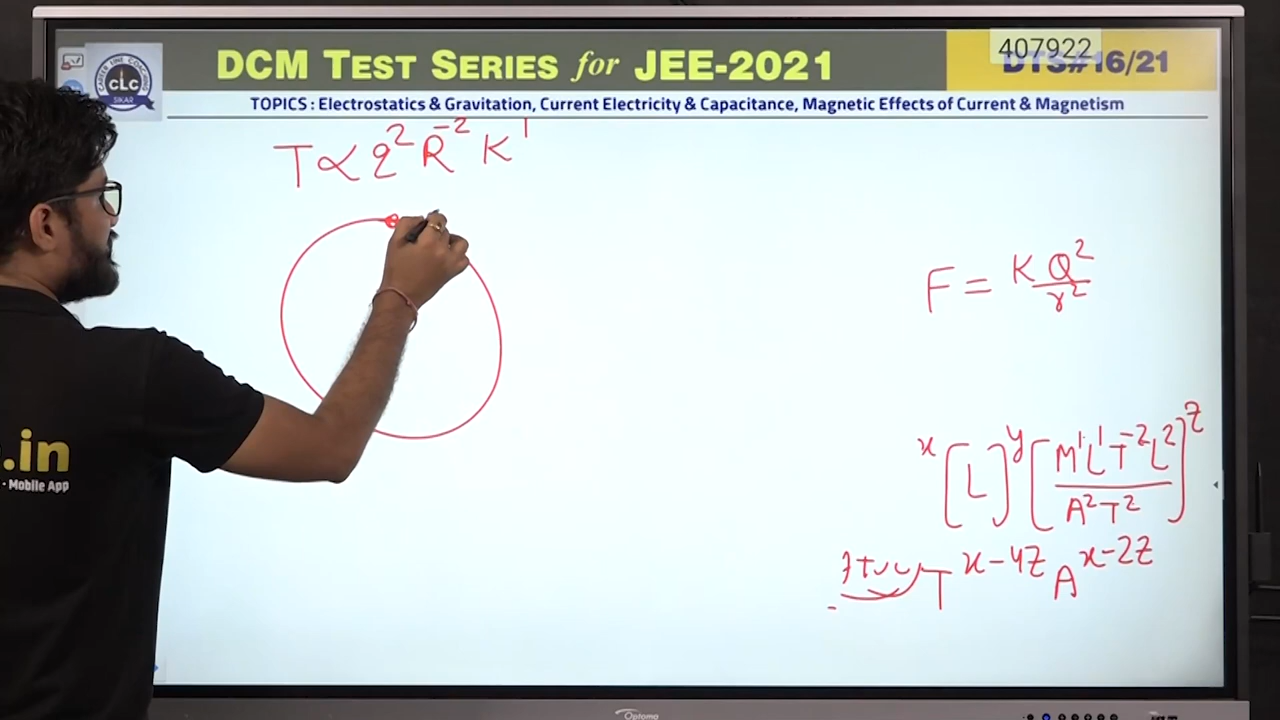 407922
CLC
SIKAR
DCM TEST SERIES for JEE-2021
DTS#16/21
TOPICS : Electrostatics & Gravitation, Current Electricity & Capacitance, Magnetic Effects of Current & Magnetism
T ∝ q² R⁻² K¹
F = KQ²/r²
x [L]^y [M¹L¹T⁻²L²/A²T²]^z
T^x-4z A^x-2z
.in
- Mobile App
Optoma